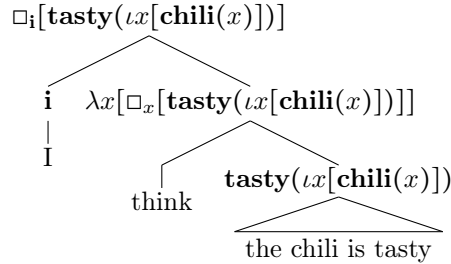 □ᵢ[tasty(ιx[chili(x)])]
i λx[□ₓ[tasty(ιx[chili(x)])]]
I
think tasty(ιx[chili(x)])
the chili is tasty